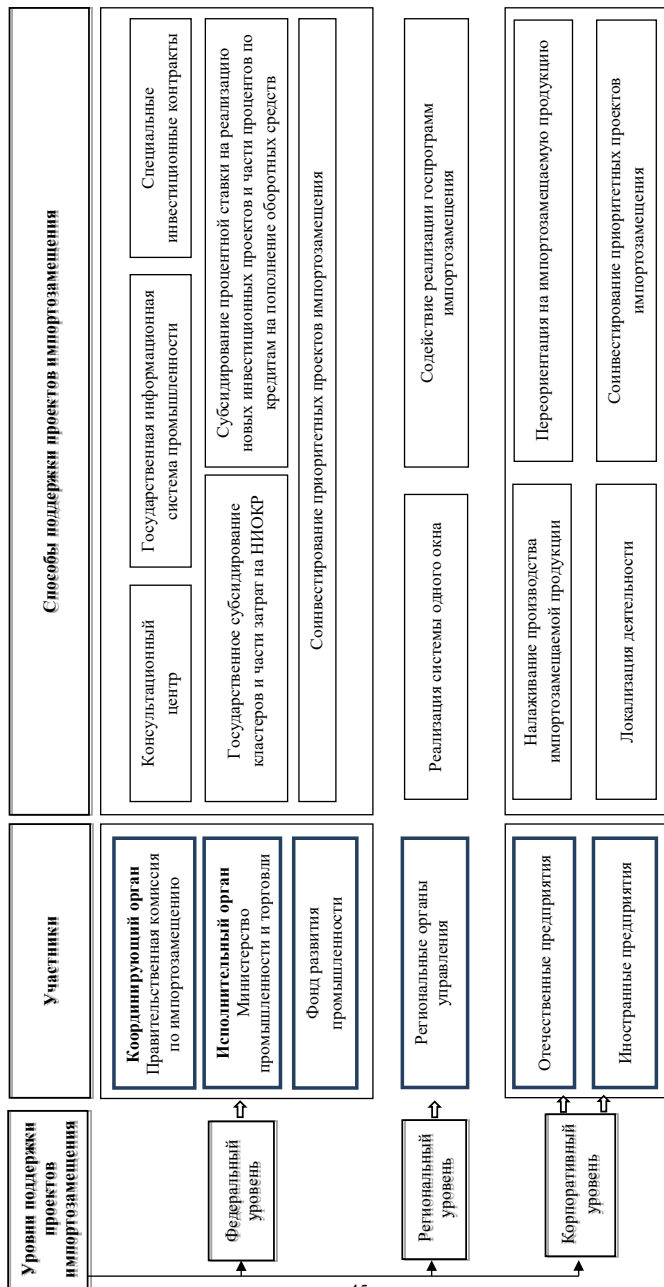 Уровни поддержки
проектов
импортозамещения
Участники
Способы поддержки проектов импортозамещения
Федеральный
уровень
Координирующий орган
Правительственная комиссия
по импортозамещению
Консультационный
центр
Государственная информационная
система промышленности
Специальные
инвестиционные контракты
Исполнительный орган
Министерство
промышленности и торговли
Государственное субсидирование
кластеров и части затрат на НИОКР
Субсидирование процентной ставки на реализацию
новых инвестиционных проектов и части процентов по
кредитам на пополнение оборотных средств
Фонд развития
промышленности
Соинвестирование приоритетных проектов импортозамещения
Региональный
уровень
Региональные органы
управления
Реализация системы одного окна
Содействие реализации госпрограмм
импортозамещения
Корпоративный
уровень
Отечественные предприятия
Налаживание производства
импортозамещаемой продукции
Переориентация на импортозамещаемую продукцию
Иностранные предприятия
Локализация деятельности
Соинвестирование приоритетных проектов
импортозамещения